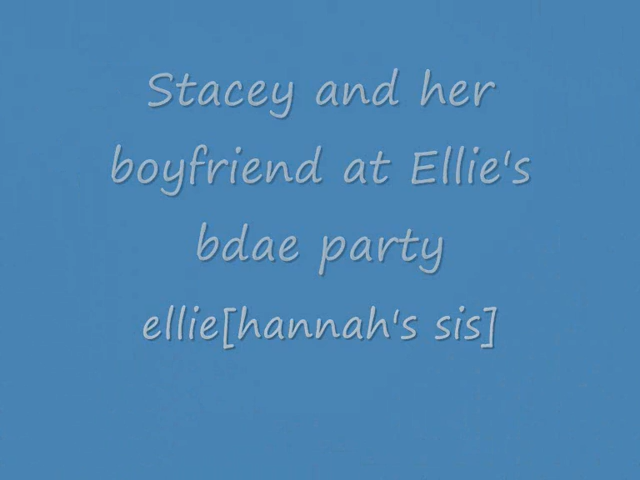 Stacey and her
boyfriend at Ellie's
bdae party
ellie[hannah's sis]